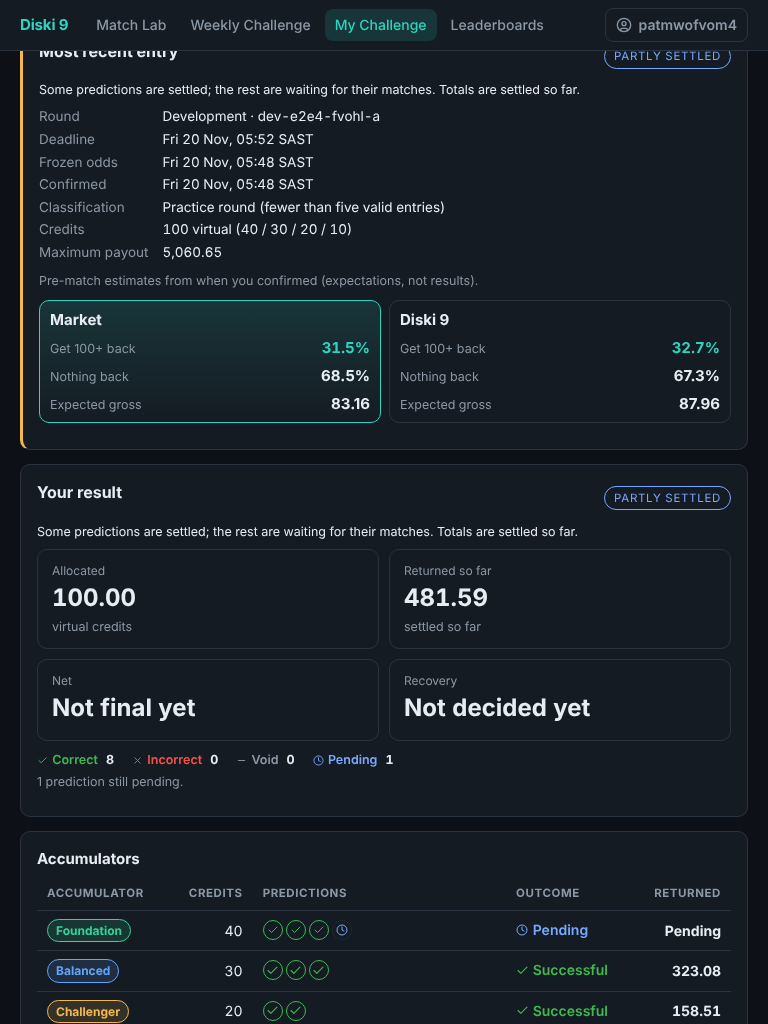 Diski 9 Match Lab Weekly Challenge My Challenge Leaderboards patmwofvom4
Most recent entry PARTLY SETTLED
Some predictions are settled; the rest are waiting for their matches. Totals are settled so far.
Round Development · dev-e2e4-fvohl-a
Deadline Fri 20 Nov, 05:52 SAST
Frozen odds Fri 20 Nov, 05:48 SAST
Confirmed Fri 20 Nov, 05:48 SAST
Classification Practice round (fewer than five valid entries)
Credits 100 virtual (40 / 30 / 20 / 10)
Maximum payout 5,060.65
Pre-match estimates from when you confirmed (expectations, not results).
Market Diski 9
Get 100+ back 31.5% Get 100+ back 32.7%
Nothing back 68.5% Nothing back 67.3%
Expected gross 83.16 Expected gross 87.96
Your result PARTLY SETTLED
Some predictions are settled; the rest are waiting for their matches. Totals are settled so far.
Allocated Returned so far
100.00 481.59
virtual credits settled so far
Net Recovery
Not final yet Not decided yet
Correct 8 Incorrect 0 Void 0 Pending 1
1 prediction still pending.
Accumulators
ACCUMULATOR CREDITS PREDICTIONS OUTCOME RETURNED
Foundation 40 Pending Pending
Balanced 30 Successful 323.08
Challenger 20 Successful 158.51